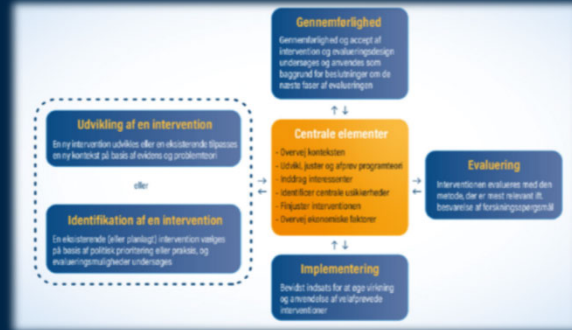 Gennemførlighed
Gennemførlighed og accept af
intervention og evalueringsdesign
undersøges og anvendes som
baggrund for beslutninger om de
næste faser af evalueringen
Udvikling af en intervention
En ny intervention udvikles eller en eksisterende tilpasses
en ny kontekst på basis af evidens og problemteori
eller
Identifikation af en intervention
En eksisterende (eller planlagt) intervention vælges
på basis af politisk prioritering eller praksis, og
evalueringsmuligheder undersøges
Centrale elementer
- Overvej konteksten
- Udvikl, juster og afprøv programteori
- Inddrag interessenter
- Identificer centrale usikkerheder
- Finjuster interventionen
- Overvej økonomiske faktorer
Evaluering
Interventionen evalueres med den
metode, der er mest relevant ift.
besvarelse af forskningsspørgsmål
Implementering
Bevidst indsats for at øge virkning
og anvendelse af velafprøvede
interventioner